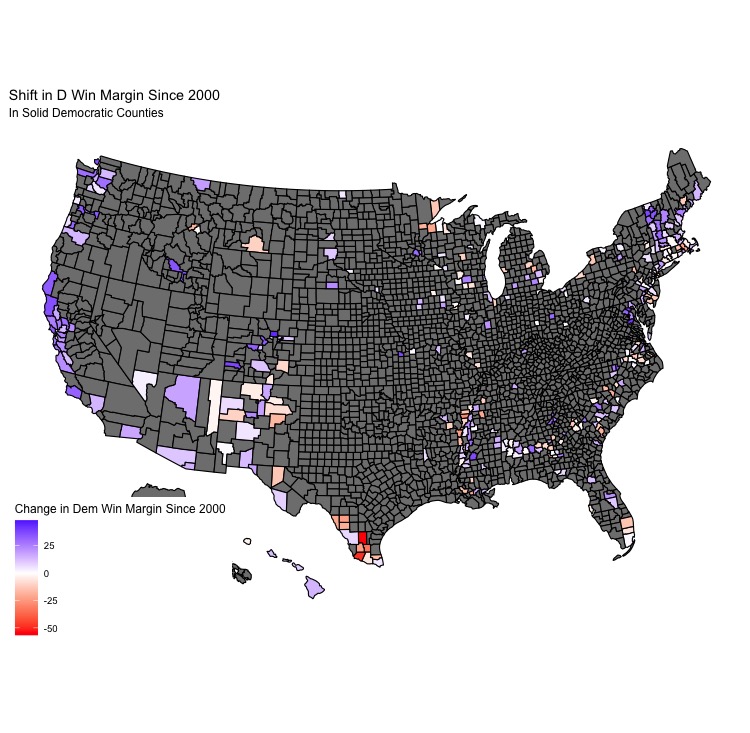 Shift in D Win Margin Since 2000
In Solid Democratic Counties
Change in Dem Win Margin Since 2000
25
0
-25
-50